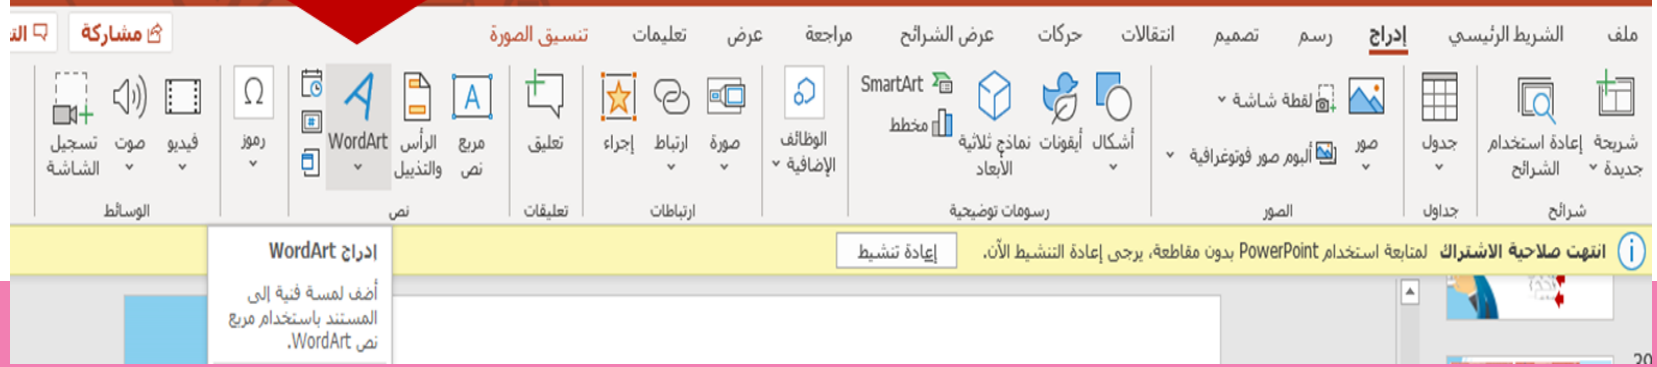 ملف الشريط الرئيسي إدراج رسم تصميم انتقالات حركات عرض الشرائح مراجعة عرض تعليمات تنسيق الصورة مشاركة
شريحة جديدة
إعادة استخدام الشرائح
جدول
صور
لقطة شاشة
ألبوم صور فوتوغرافية
أشكال
أيقونات
نماذج ثلاثية الأبعاد
SmartArt
مخطط
الوظائف الإضافية
صورة
ارتباط
إجراء
تعليق
مربع نص
الرأس والتذييل
WordArt
رموز
فيديو
صوت
تسجيل الشاشة
شرائح جداول الصور رسومات توضيحية ارتباطات تعليقات نص الوسائط
انتهت صلاحية الاشتراك لمتابعة استخدام PowerPoint بدون مقاطعة، يرجى إعادة التنشيط الآن. إعادة تنشيط
إدراج WordArt
أضف لمسة فنية إلى
المستند باستخدام مربع
نص WordArt.